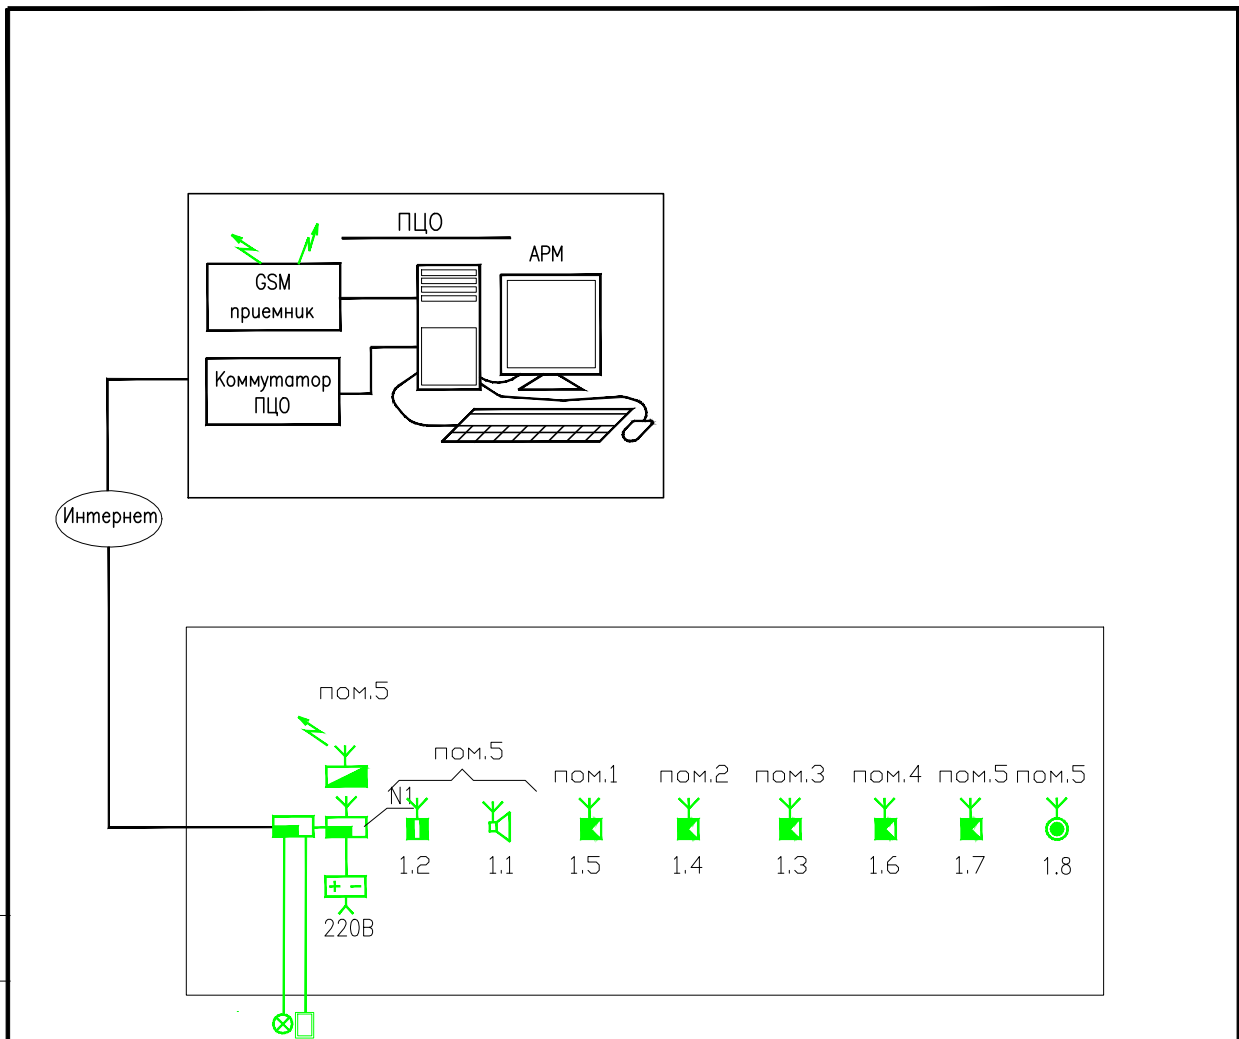 ПЦО
АРМ
GSM
приемник
Коммутатор
ПЦО
Интернет
пом.5
пом.5
пом.1 пом.2 пом.3 пом.4 пом.5 пом.5
N1
1.2 1.1 1.5 1.4 1.3 1.6 1.7 1.8
+ -
220В